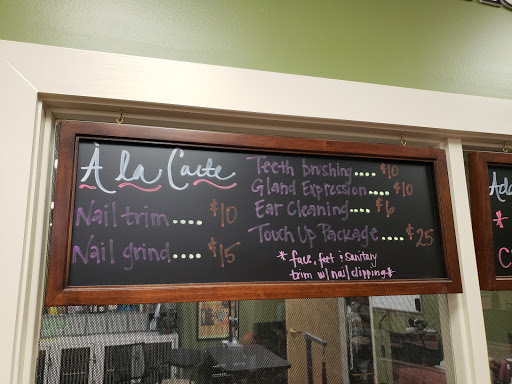 À la Carte
Nail trim.... $10
Nail grind... $15
Teeth brushing.... $10
Gland Expression.... $10
Ear Cleaning.... $6
Touch Up Package..... $25
*face, feet & sanitary
trim w/ nail clipping*